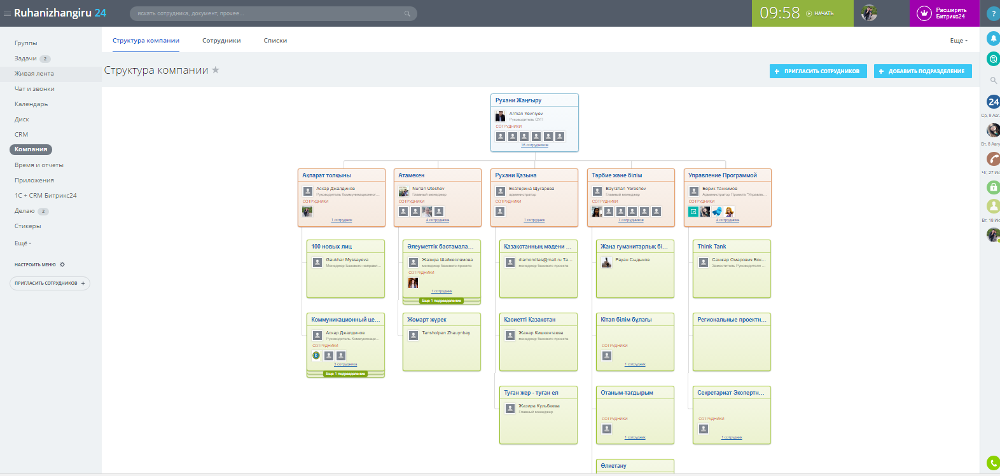 Ruhanizhangiru 24
искать сотрудника, документ, прочее...
09:58
НАЧАТЬ
Расширить
Битрикс24
?
Группы
Задачи 2
Живая лента
Чат и звонки
Календарь
Диск
CRM
Компания
Время и отчеты
Приложения
1С + CRM Битрикс24
Делаю 2
Стикеры
Ещё
НАСТРОИТЬ МЕНЮ
ПРИГЛАСИТЬ СОТРУДНИКОВ +
Структура компании
Сотрудники
Списки
Еще
Структура компании
+ ПРИГЛАСИТЬ СОТРУДНИКОВ
+ ДОБАВИТЬ ПОДРАЗДЕЛЕНИЕ
Рухани Жаңғыру
Arman Yevniyev
Руководитель ОУП
СОТРУДНИКИ
16 сотрудников
Ақпарат толқыны
Асхар Джалдинов
Руководитель Коммуникационног...
СОТРУДНИКИ
1 сотрудник
Атамекен
Nurlan Uteshev
Главный менеджер
СОТРУДНИКИ
4 сотрудника
Рухани Қазына
Екатерина Щугарева
администратор
СОТРУДНИКИ
1 сотрудник
Тәрбие және білім
Bayrzhan Yereshev
Главный менеджер
СОТРУДНИКИ
7 сотрудников
Управление Программой
Берик Танкимов
Администратор Проекта "Управле...
СОТРУДНИКИ
4 сотрудника
100 новых лиц
Gaukhar Myssayeva
Менеджер базового направл...
Әлеуметтік бастамала...
Жазира Шайхеслямова
менеджер базового проекта
СОТРУДНИКИ
1 сотрудник
Еще 1 подразделение
Қазақстанның мәдени ...
diamondtas@mail.ru Та...
менеджер базового проекта
Жаңа гуманитарлық бі...
Рауан Сыдыков
Think Tank
Санжар Омарович Бок...
Заместитель Руководителя ...
Коммуникационный це...
Асхар Джалдинов
Руководитель Коммуникаци...
СОТРУДНИКИ
3 сотрудника
Еще 1 подразделение
Жомарт жүрек
Tansholpan Zhauynbay
Қасиетті Қазақстан
Жанар Кишкентаева
менеджер базового проекта
Кітап білім бұлағы
СОТРУДНИКИ
1 сотрудник
Региональные проектн...
Туған жер - туған ел
Жазира Кульбаева
Главный менеджер
Отаным-тағдырым
СОТРУДНИКИ
1 сотрудник
Секретариат Экспертн...
СОТРУДНИКИ
1 сотрудник
Өлкетану
24
Ср, 9 Авг.
Вт, 8 Авгу
Чт, 27 Ию
Вт, 18 Ию